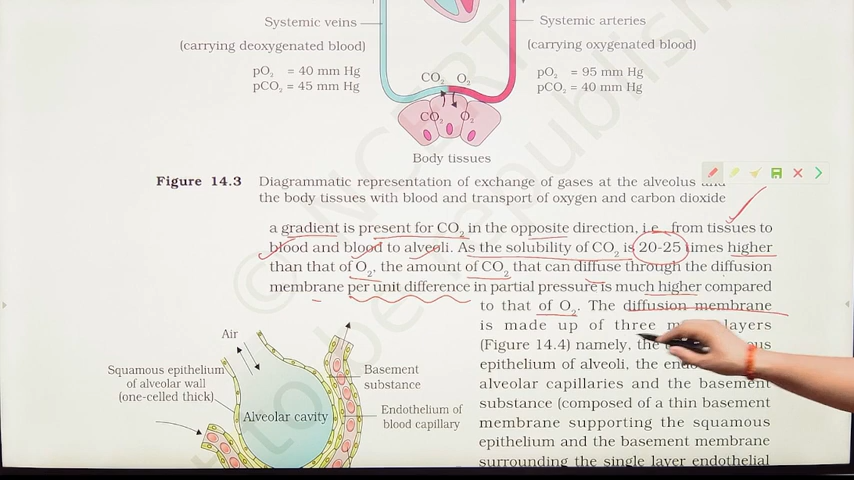 Systemic veins
Systemic arteries
(carrying deoxygenated blood)
(carrying oxygenated blood)
pO2 = 40 mm Hg
pCO2 = 45 mm Hg
pO2 = 95 mm Hg
pCO2 = 40 mm Hg
CO2 O2
CO2 O2
Body tissues
Figure 14.3 Diagrammatic representation of exchange of gases at the alveolus and
the body tissues with blood and transport of oxygen and carbon dioxide
a gradient is present for CO2 in the opposite direction, i.e., from tissues to
blood and blood to alveoli. As the solubility of CO2 is 20-25 times higher
than that of O2, the amount of CO2 that can diffuse through the diffusion
membrane per unit difference in partial pressure is much higher compared
to that of O2. The diffusion membrane
is made up of three layers
(Figure 14.4) namely, the
epithelium of alveoli, the
alveolar capillaries and the basement
substance (composed of a thin basement
membrane supporting the squamous
epithelium and the basement membrane
surrounding the single layer endothelial
Air
Squamous epithelium
of alveolar wall
(one-celled thick)
Alveolar cavity
Basement
substance
Endothelium of
blood capillary